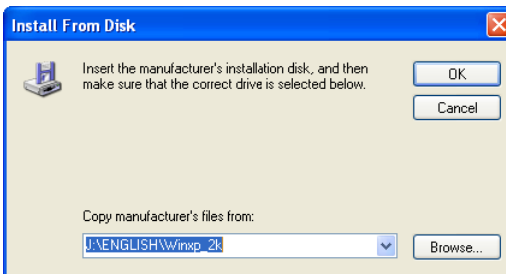 Install From Disk
Insert the manufacturer's installation disk, and then
make sure that the correct drive is selected below.
OK
Cancel
Copy manufacturer's files from:
J:\ENGLISH\Winxp_2k
Browse...